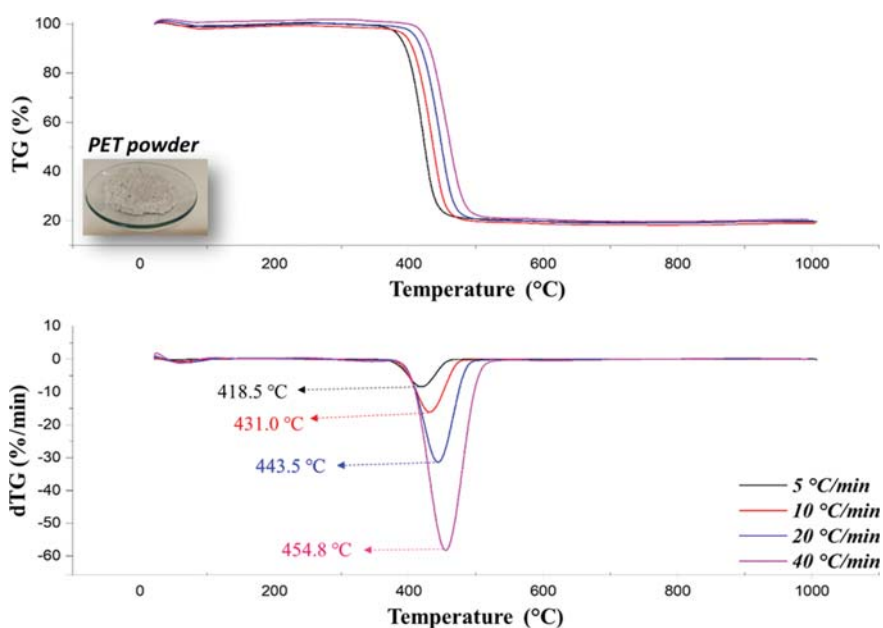 100
80
60
40
20
TG (%)
PET powder
0
200
400
600
800
1000
Temperature (°C)
10
0
-10
-20
-30
-40
-50
-60
dTG (%/min)
418.5 °C
431.0 °C
443.5 °C
454.8 °C
5 °C/min
10 °C/min
20 °C/min
40 °C/min
0
200
400
600
800
1000
Temperature (°C)